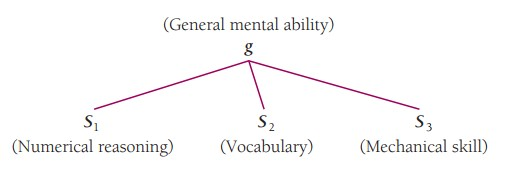 (General mental ability)
g
S₁ S₂ S₃
(Numerical reasoning) (Vocabulary) (Mechanical skill)